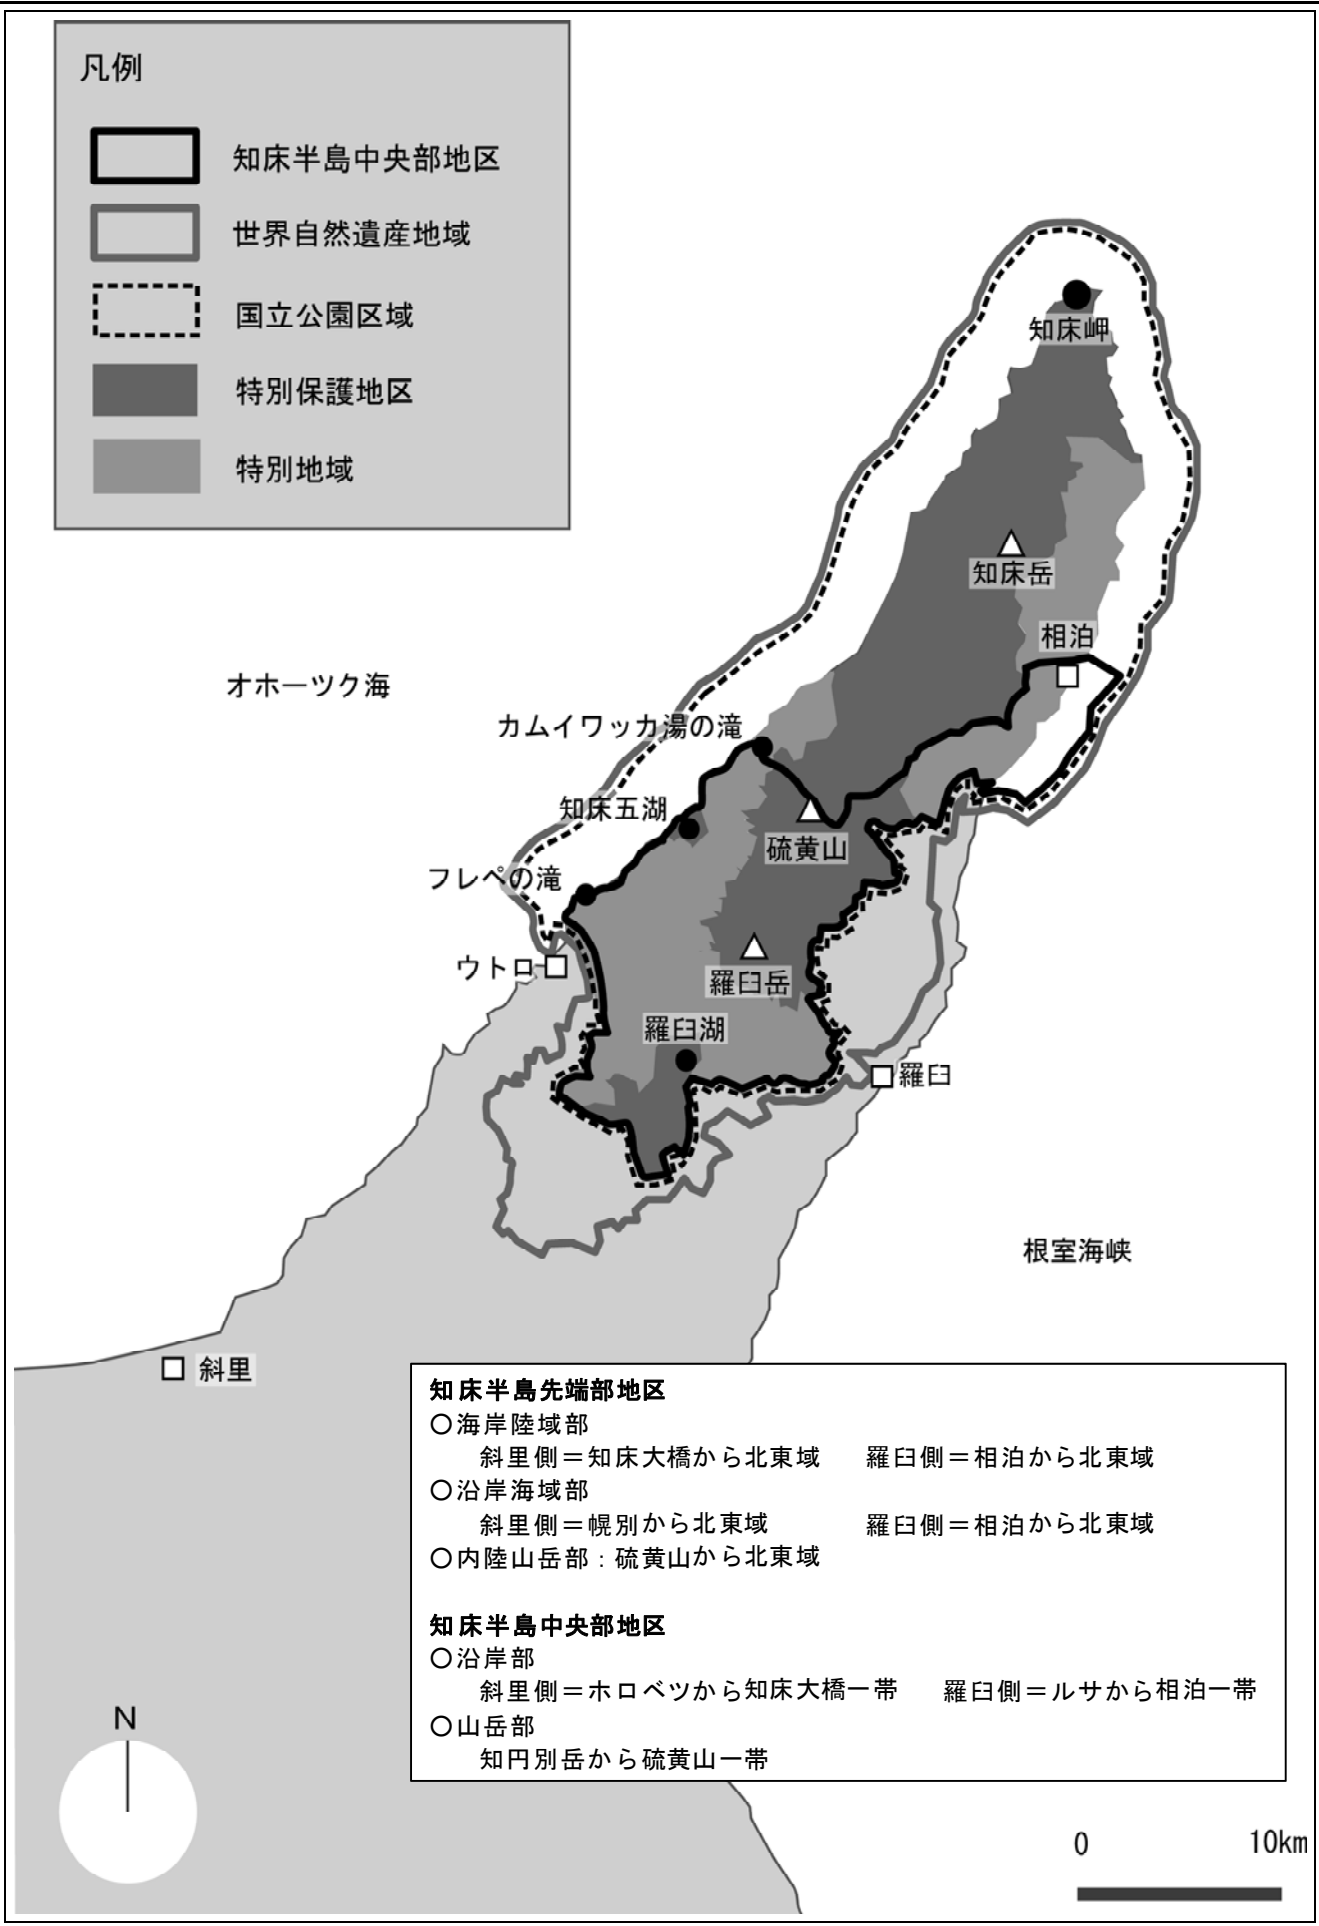 凡例
知床半島中央部地区
世界自然遺産地域
国立公園区域
特別保護地区
特別地域
知床岬
知床岳
相泊
オホーツク海
カムイワッカ湯の滝
知床五湖
硫黄山
フレペの滝
ウトロ
羅臼岳
羅臼湖
羅臼
根室海峡
斜里
知床半島先端部地区
○海岸陸域部
斜里側＝知床大橋から北東域　羅臼側＝相泊から北東域
○沿岸海域部
斜里側＝幌別から北東域　羅臼側＝相泊から北東域
○内陸山岳部：硫黄山から北東域
知床半島中央部地区
○沿岸部
斜里側＝ホロベツから知床大橋一帯　羅臼側＝ルサから相泊一帯
○山岳部
知円別岳から硫黄山一帯
N
0 10km